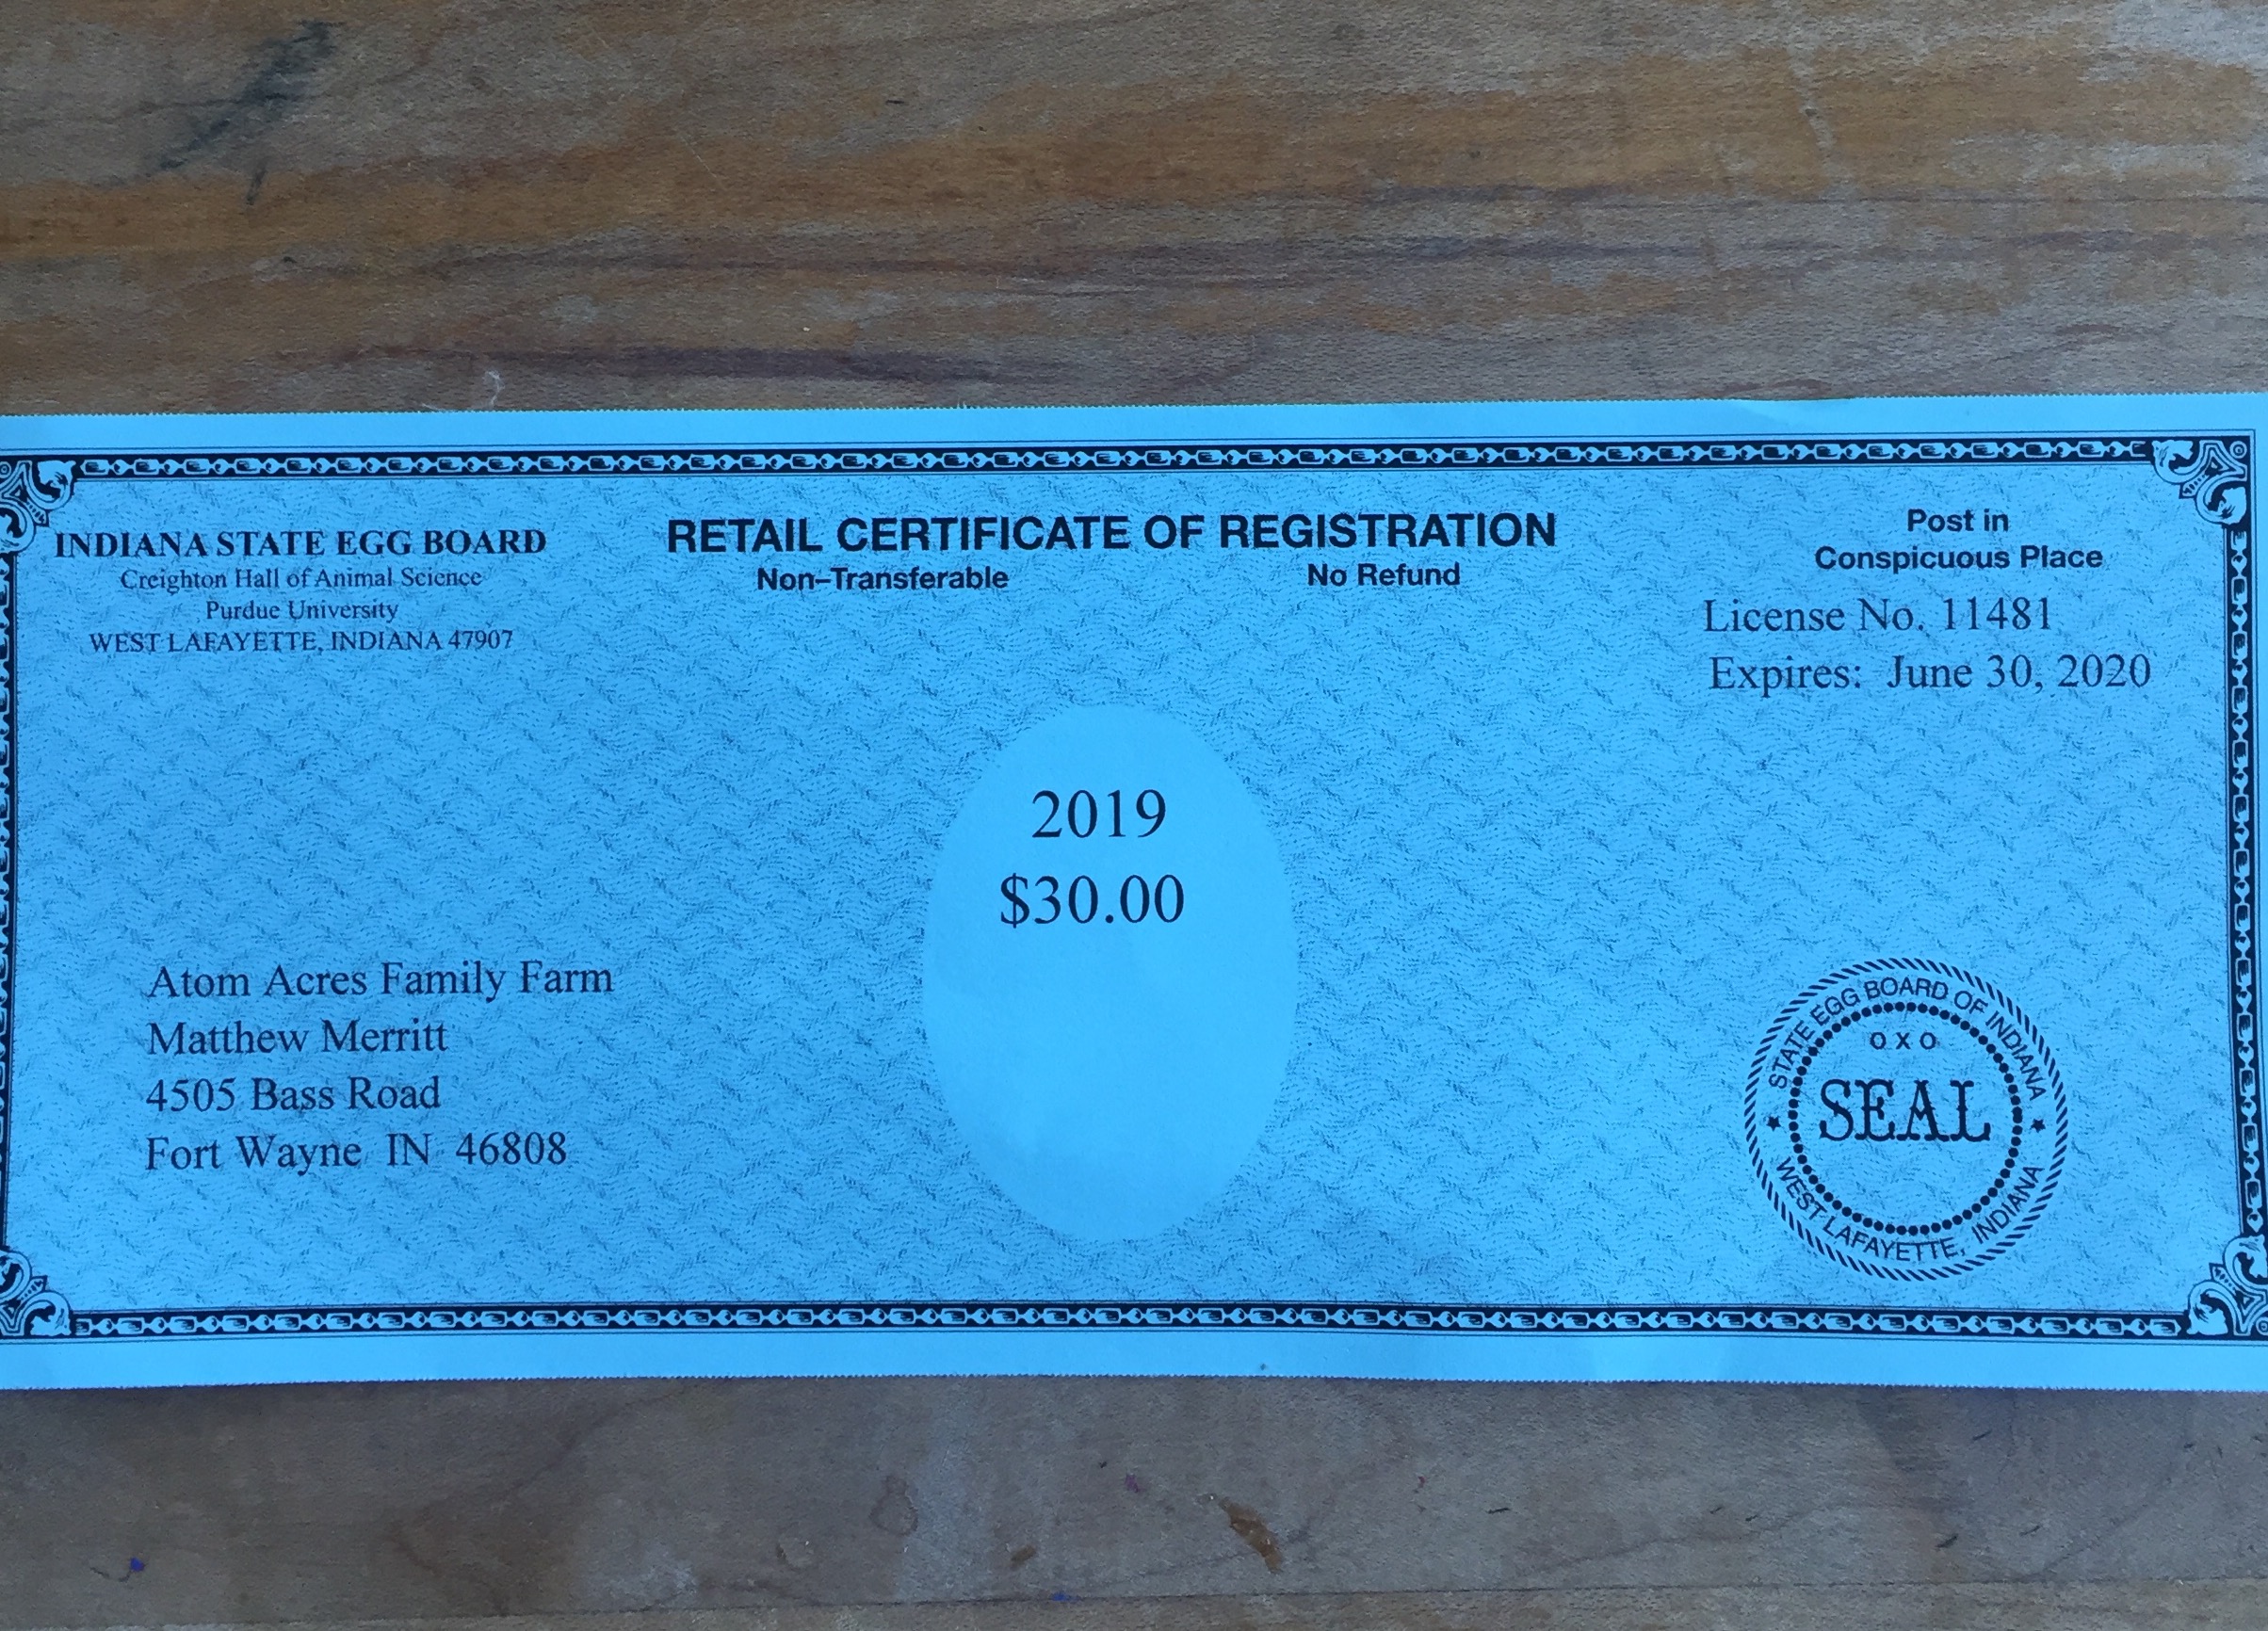 INDIANA STATE EGG BOARD
Creighton Hall of Animal Science
Purdue University
WEST LAFAYETTE, INDIANA 47907
RETAIL CERTIFICATE OF REGISTRATION
Non-Transferable No Refund
Post in
Conspicuous Place
License No. 11481
Expires: June 30, 2020
2019
$30.00
Atom Acres Family Farm
Matthew Merritt
4505 Bass Road
Fort Wayne IN 46808
STATE EGG BOARD OF INDIANA
O X O
SEAL
WEST LAFAYETTE, INDIANA